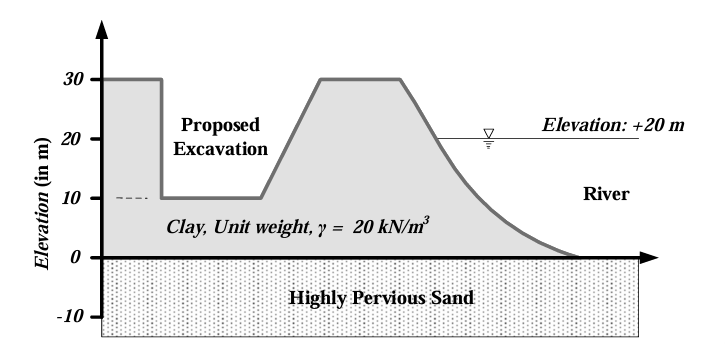 30
Proposed
Excavation
Elevation: +20 m
20
River
10
Elevation (in m)
Clay, Unit weight, γ = 20 kN/m³
0
Highly Pervious Sand
-10